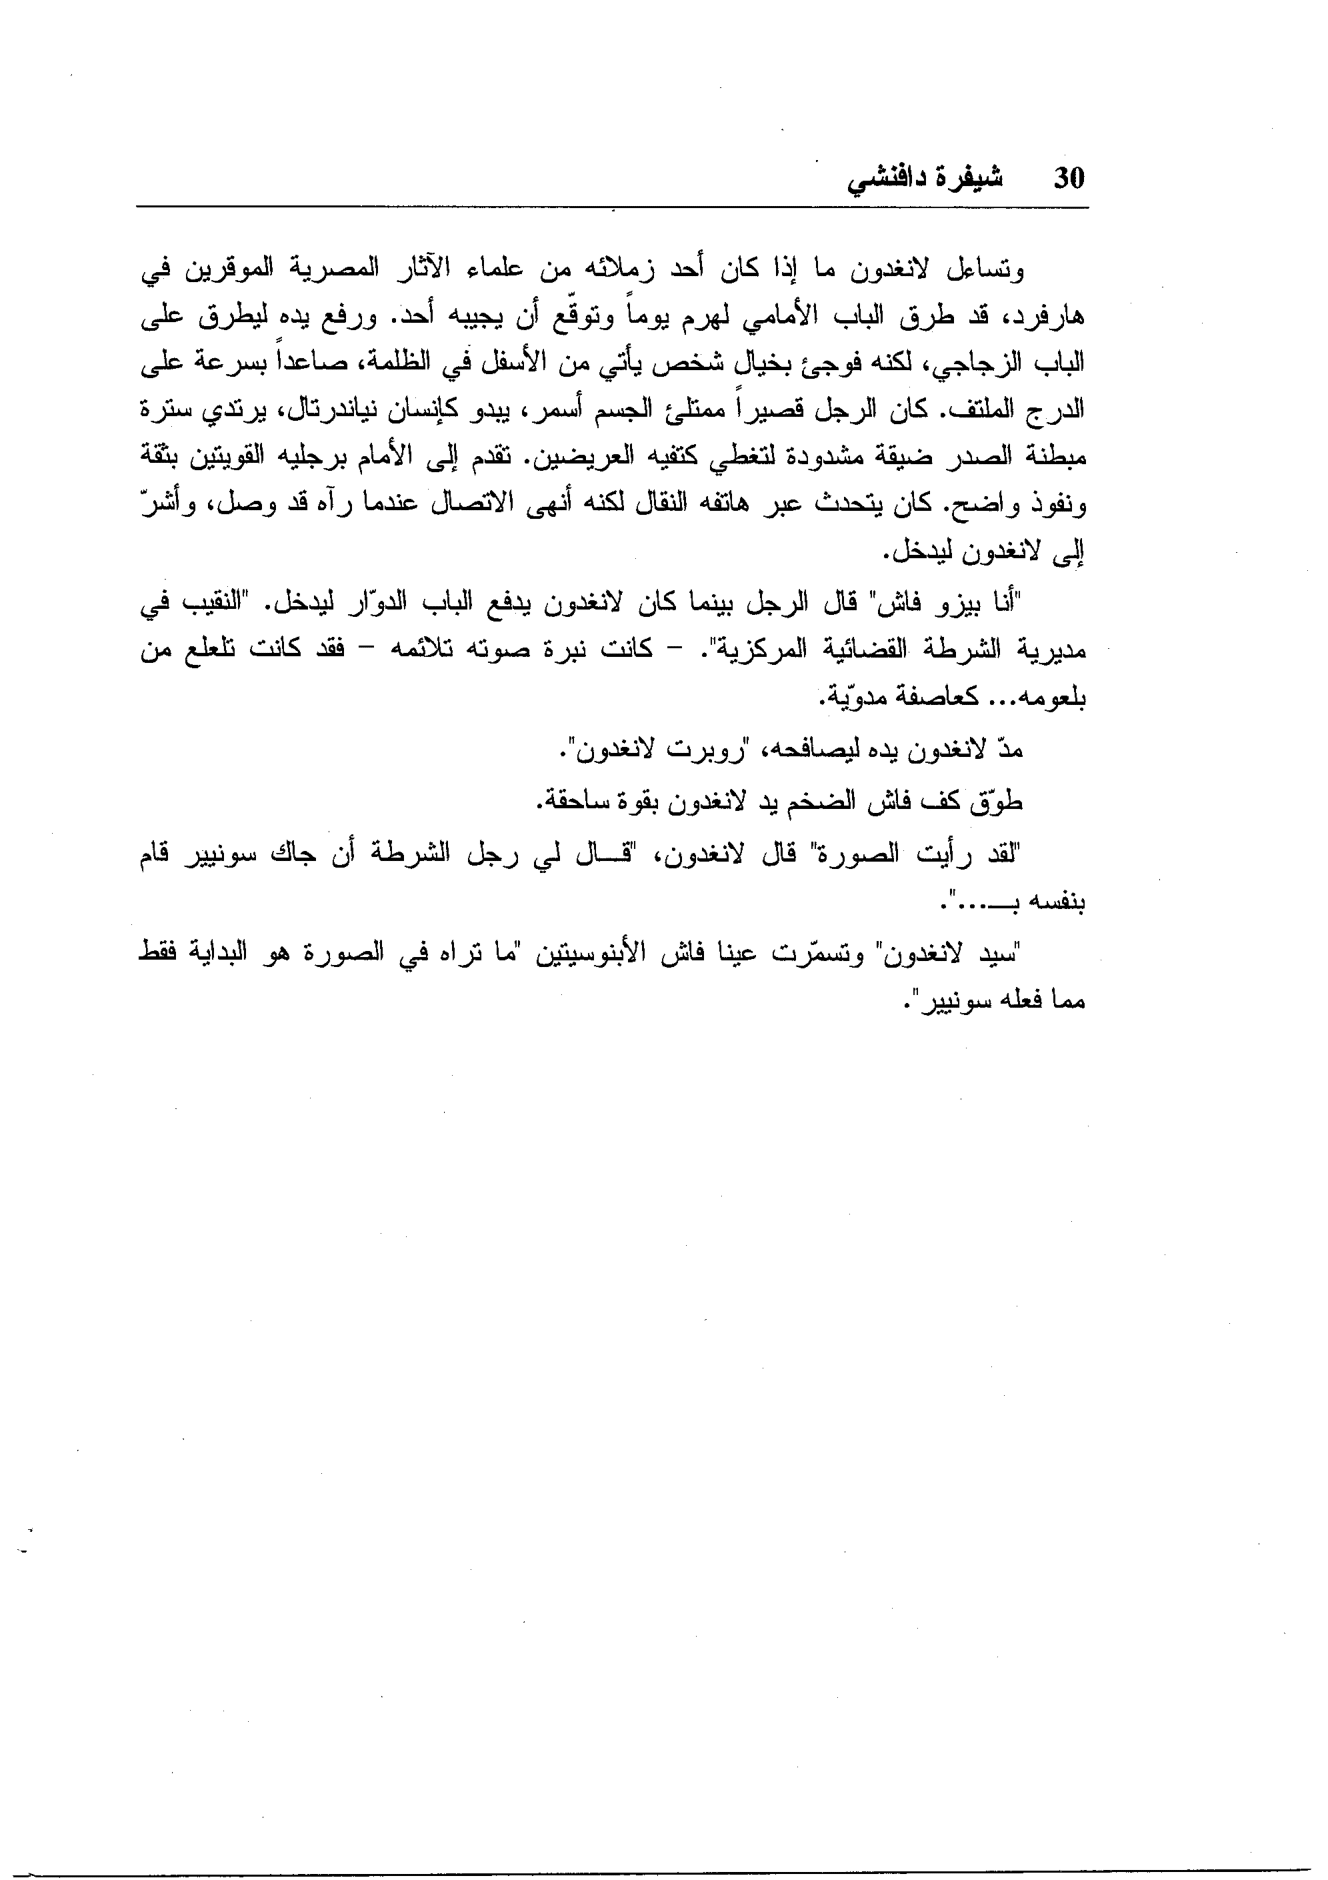 30 شيفرة دافنشي
وتساءل لانغدون ما إذا كان أحد زملائه من علماء الآثار المصرية الموقرين في
هارفرد، قد طرق الباب الأمامي لهرم يوماً وتوقّع أن يجيبه أحد. ورفع يده ليطرق على
الباب الزجاجي، لكنه فوجئ بخيال شخص يأتي من الأسفل في الظلمة، صاعداً بسرعة على
الدرج الملتف. كان الرجل قصيراً ممتلئ الجسم أسمر، يبدو كإنسان نياندرتال، يرتدي سترة
مبطنة الصدر ضيقة مشدودة لتغطي كتفيه العريضين. تقدم إلى الأمام برجليه القويتين بثقة
ونفوذ واضح. كان يتحدث عبر هاتفه النقال لكنه أنهى الاتصال عندما رآه قد وصل، وأشرّ
إلى لانغدون ليدخل.
"أنا بيزو فاش" قال الرجل بينما كان لانغدون يدفع الباب الدوّار ليدخل. "النقيب في
مديرية الشرطة القضائية المركزية". – كانت نبرة صوته تلائمه – فقد كانت تلعلع من
بلعومه... كعاصفة مدوّية.
مدّ لانغدون يده ليصافحه، "روبرت لانغدون".
طوّق كف فاش الضخم يد لانغدون بقوة ساحقة.
"لقد رأيت الصورة" قال لانغدون، "قـــال لي رجل الشرطة أن جاك سونيير قام
بنفسه بـــ...".
"سيد لانغدون" وتسمّرت عينا فاش الأبنوسيتين "ما تراه في الصورة هو البداية فقط
مما فعله سونيير".